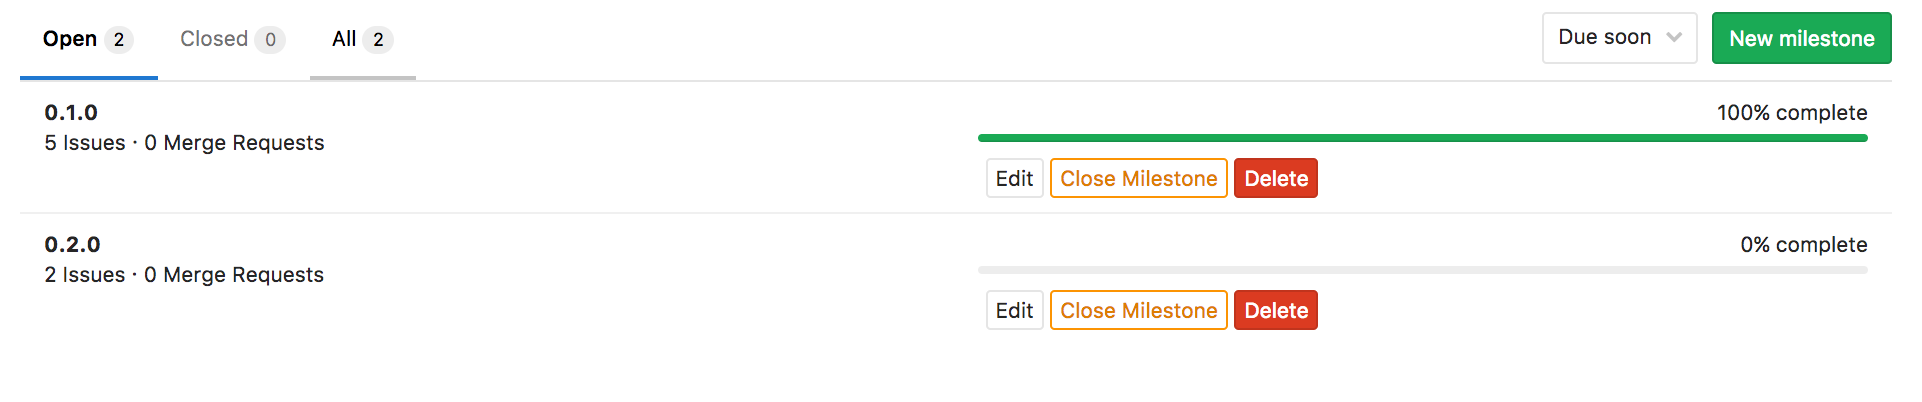 Open 2 Closed 0 All 2 Due soon New milestone
0.1.0 100% complete
5 Issues · 0 Merge Requests
Edit Close Milestone Delete
0.2.0 0% complete
2 Issues · 0 Merge Requests
Edit Close Milestone Delete